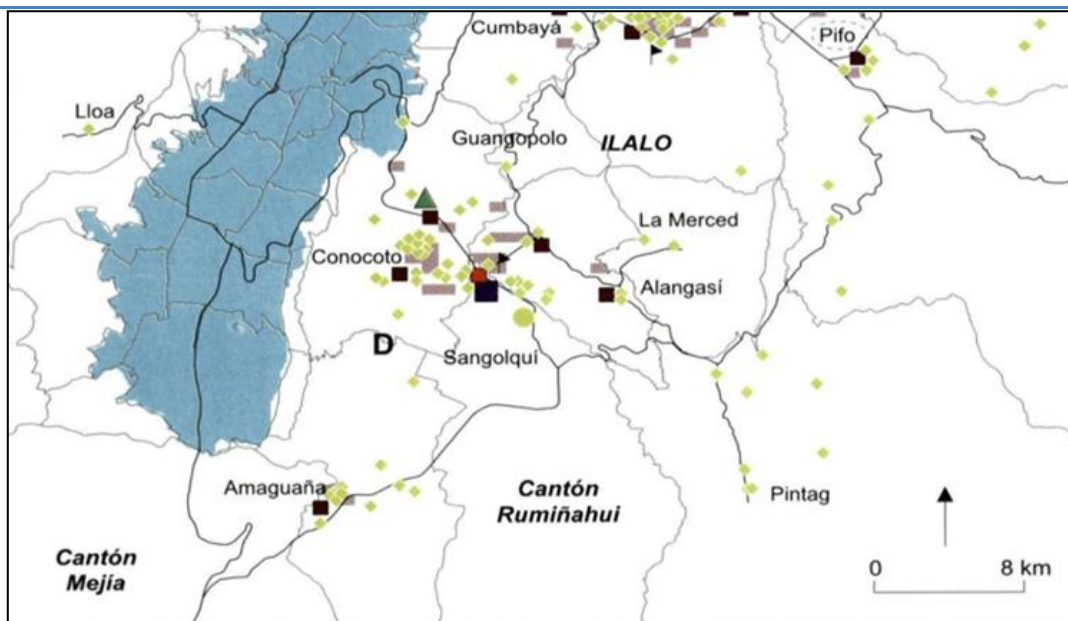 Cumbayá
Pifo
Lloa
Guangopolo
ILALO
La Merced
Conocoto
Alangasí
D
Sangolquí
Amaguaña
Cantón
Rumiñahui
Pintag
Cantón
Mejía
0 8 km